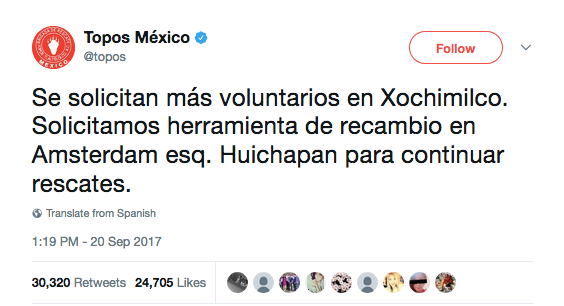 Topos México
@topos
Follow
Se solicitan más voluntarios en Xochimilco.
Solicitamos herramienta de recambio en
Amsterdam esq. Huichapan para continuar
rescates.
Translate from Spanish
1:19 PM - 20 Sep 2017
30,320 Retweets 24,705 Likes